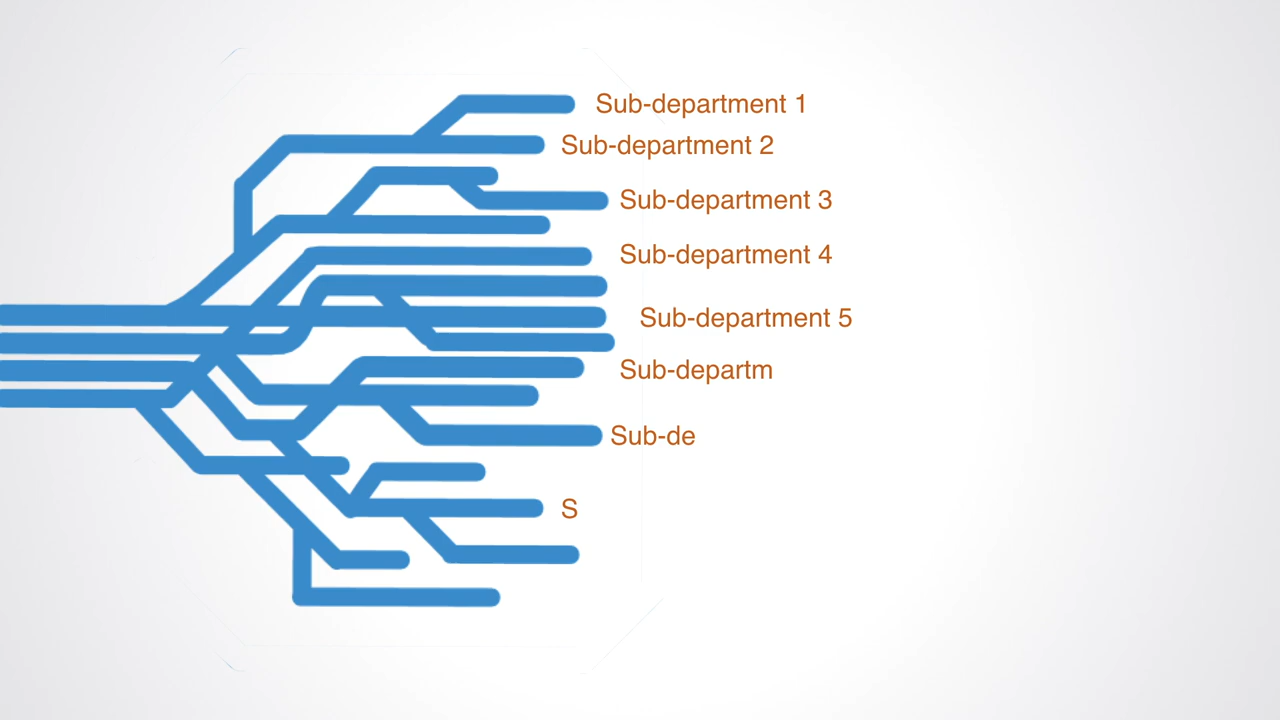 Sub-department 1
Sub-department 2
Sub-department 3
Sub-department 4
Sub-department 5
Sub-departm
Sub-de
S